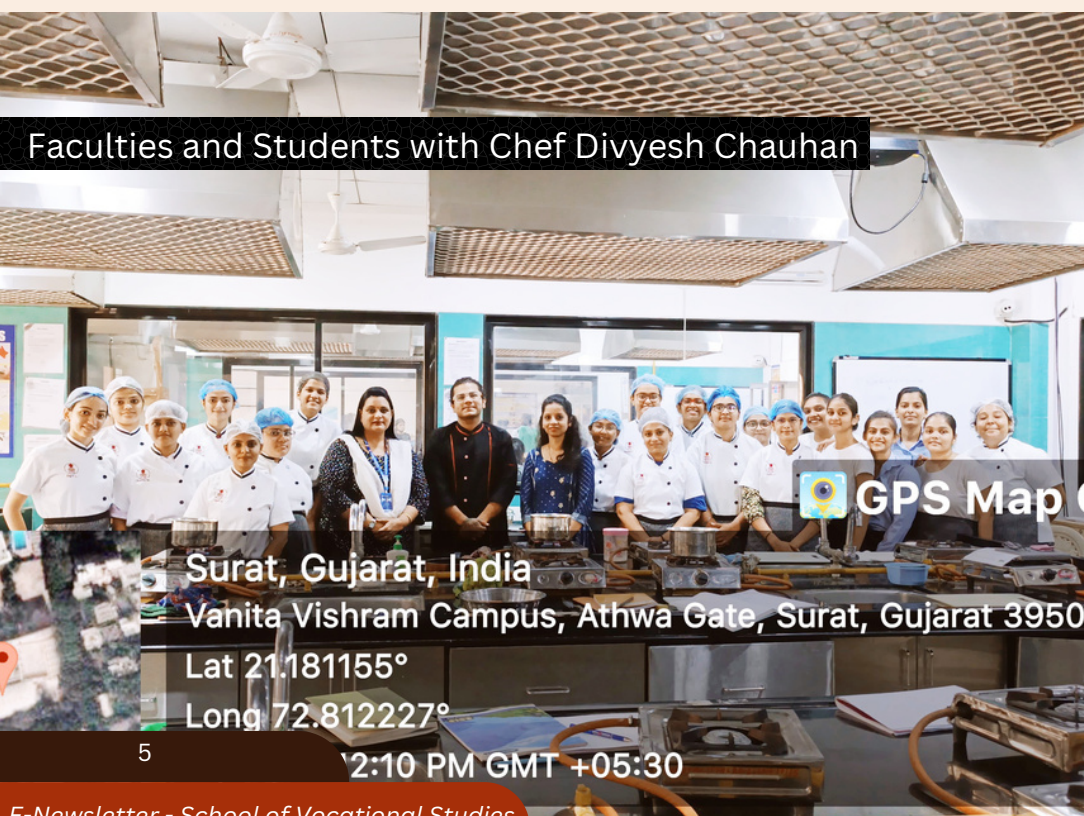 Faculties and Students with Chef Divyesh Chauhan
GPS Map
Surat, Gujarat, India
Vanita Vishram Campus, Athwa Gate, Surat, Gujarat 3950
Lat 21.181155°
Long 72.812227°
2:10 PM GMT +05:30
5
E-Newsletter - School of Vocational Studies